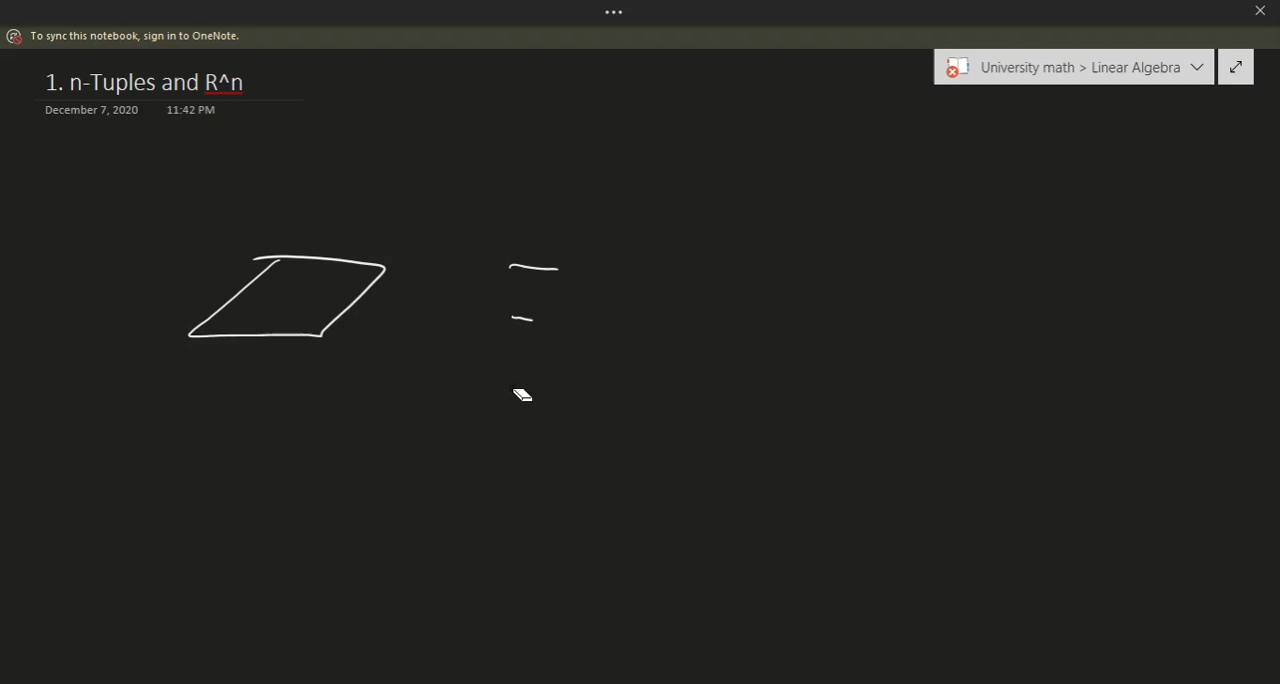 To sync this notebook, sign in to OneNote.
University math > Linear Algebra
1. n-Tuples and R^n
December 7, 2020 11:42 PM